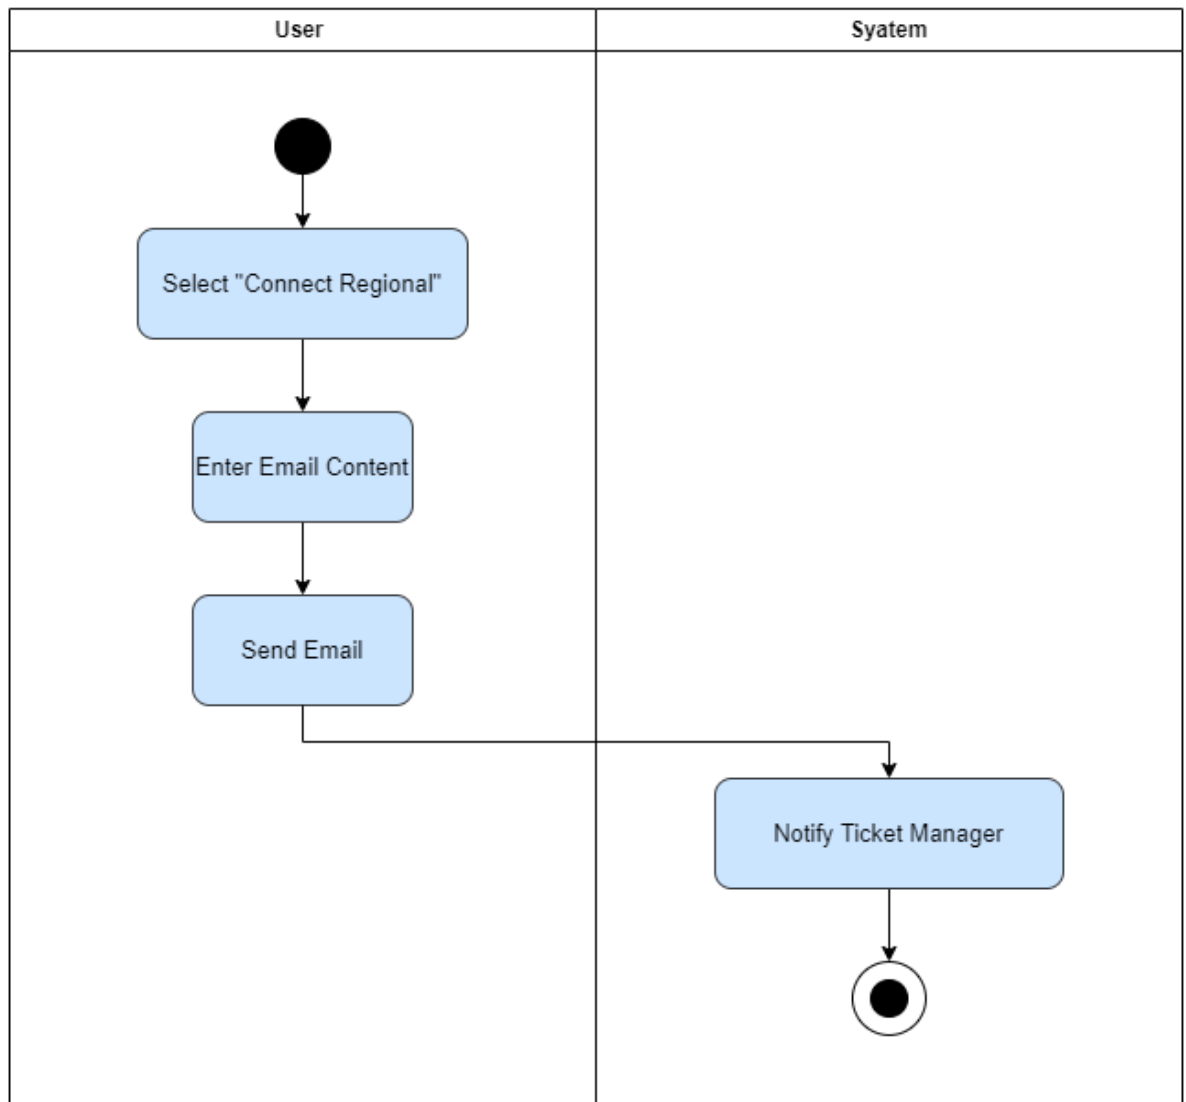 User
Syatem
Select "Connect Regional"
Enter Email Content
Send Email
Notify Ticket Manager